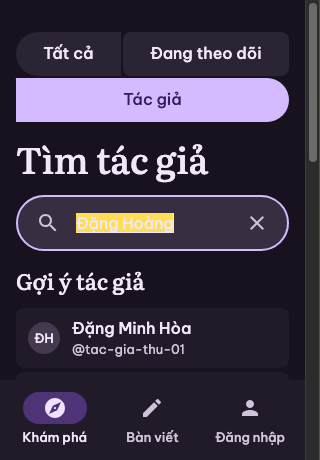 Tất cả
Đang theo dõi
Tác giả
Tìm tác giả
Đặng Hoàng
Gợi ý tác giả
ĐH
Đặng Minh Hòa
@tac-gia-thu-01
Khám phá
Bàn viết
Đăng nhập